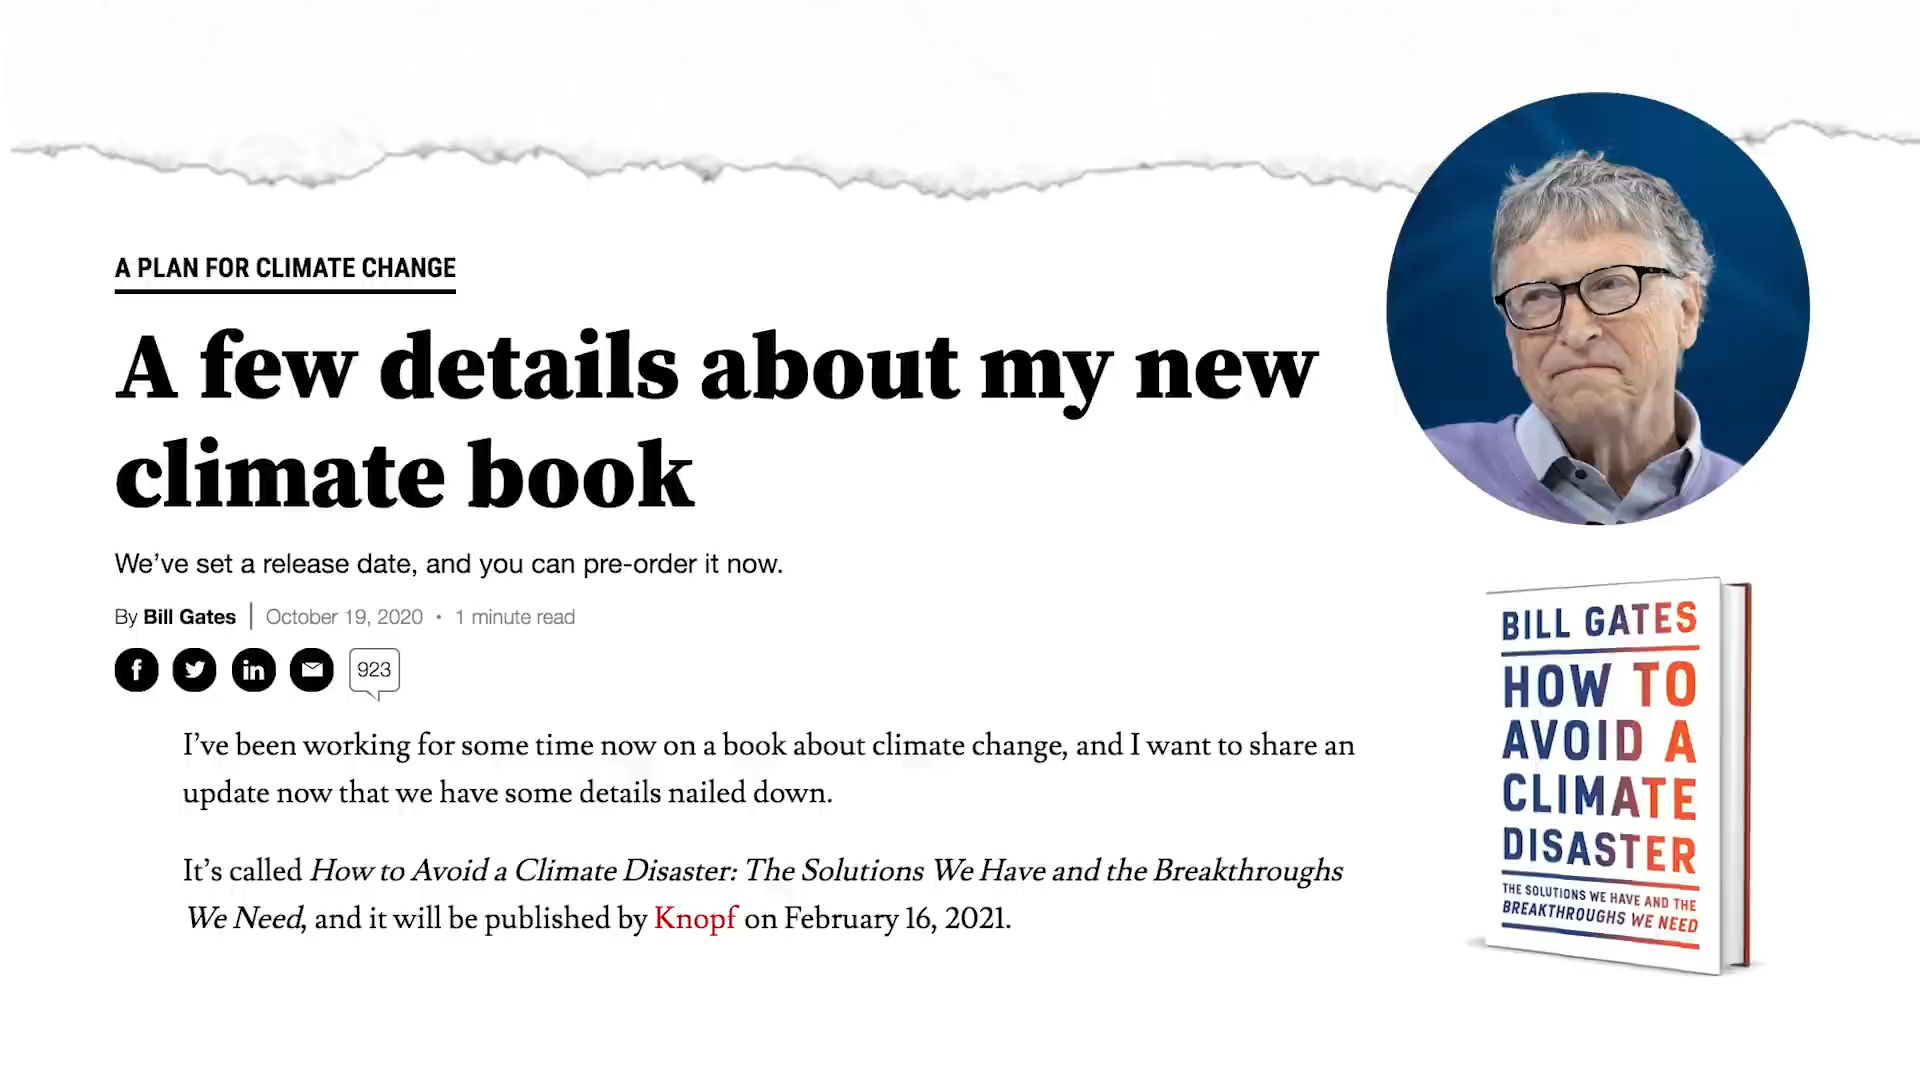 A PLAN FOR CLIMATE CHANGE
A few details about my new
climate book
We've set a release date, and you can pre-order it now.
By Bill Gates | October 19, 2020 • 1 minute read
f in 923
I've been working for some time now on a book about climate change, and I want to share an
update now that we have some details nailed down.
It's called How to Avoid a Climate Disaster: The Solutions We Have and the Breakthroughs
We Need, and it will be published by Knopf on February 16, 2021.
BILL GATES
HOW TO
AVOID A
CLIMATE
DISASTER
THE SOLUTIONS WE HAVE AND THE
BREAKTHROUGHS WE NEED